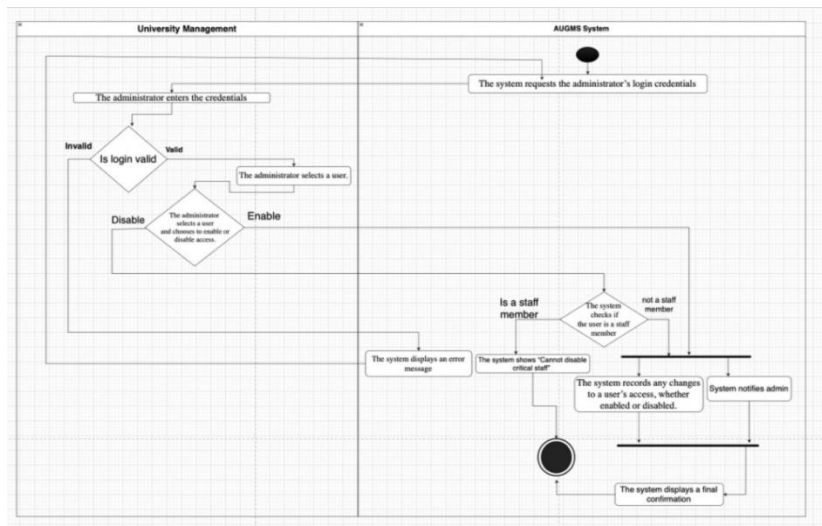 University Management
AUGMS System
The system requests the administrator's login credentials
The administrator enters the credentials
Invalid
Valid
Is login valid
The administrator selects a user.
Disable
Enable
The administrator
selects a user
and chooses to enable or
disable access.
Is a staff
member
The system
checks if
the user is a staff
member
not a staff
member
The system displays an error
message
The system shows "Cannot disable
critical staff"
The system records any changes
to a user's access, whether
enabled or disabled.
System notifies admin
The system displays a final
confirmation